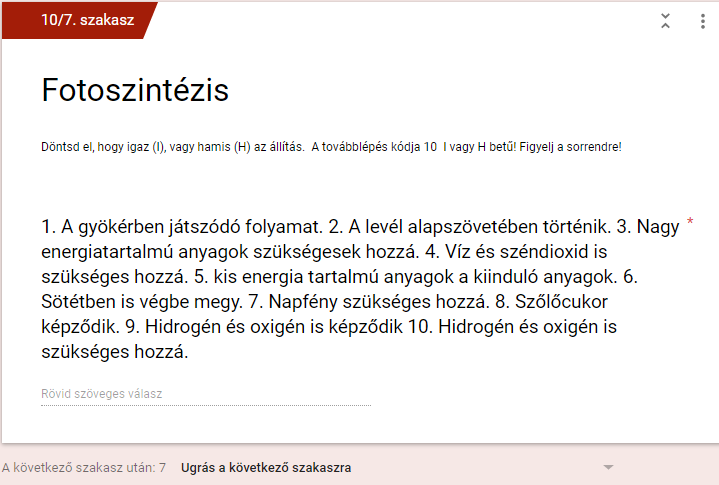 10/7. szakasz
Fotoszintézis
Döntsd el, hogy igaz (I), vagy hamis (H) az állítás.  A továbblépés kódja 10  I vagy H betű! Figyelj a sorrendre!
1. A gyökérben játszódó folyamat. 2. A levél alapszövetében történik. 3. Nagy *
energiatartalmú anyagok szükségesek hozzá. 4. Víz és széndioxid is
szükséges hozzá. 5. kis energia tartalmú anyagok a kiinduló anyagok. 6.
Sötétben is végbe megy. 7. Napfény szükséges hozzá. 8. Szőlőcukor
képződik. 9. Hidrogén és oxigén is képződik 10. Hidrogén és oxigén is
szükséges hozzá.
Rövid szöveges válasz
A következő szakasz után: 7 Ugrás a következő szakaszra